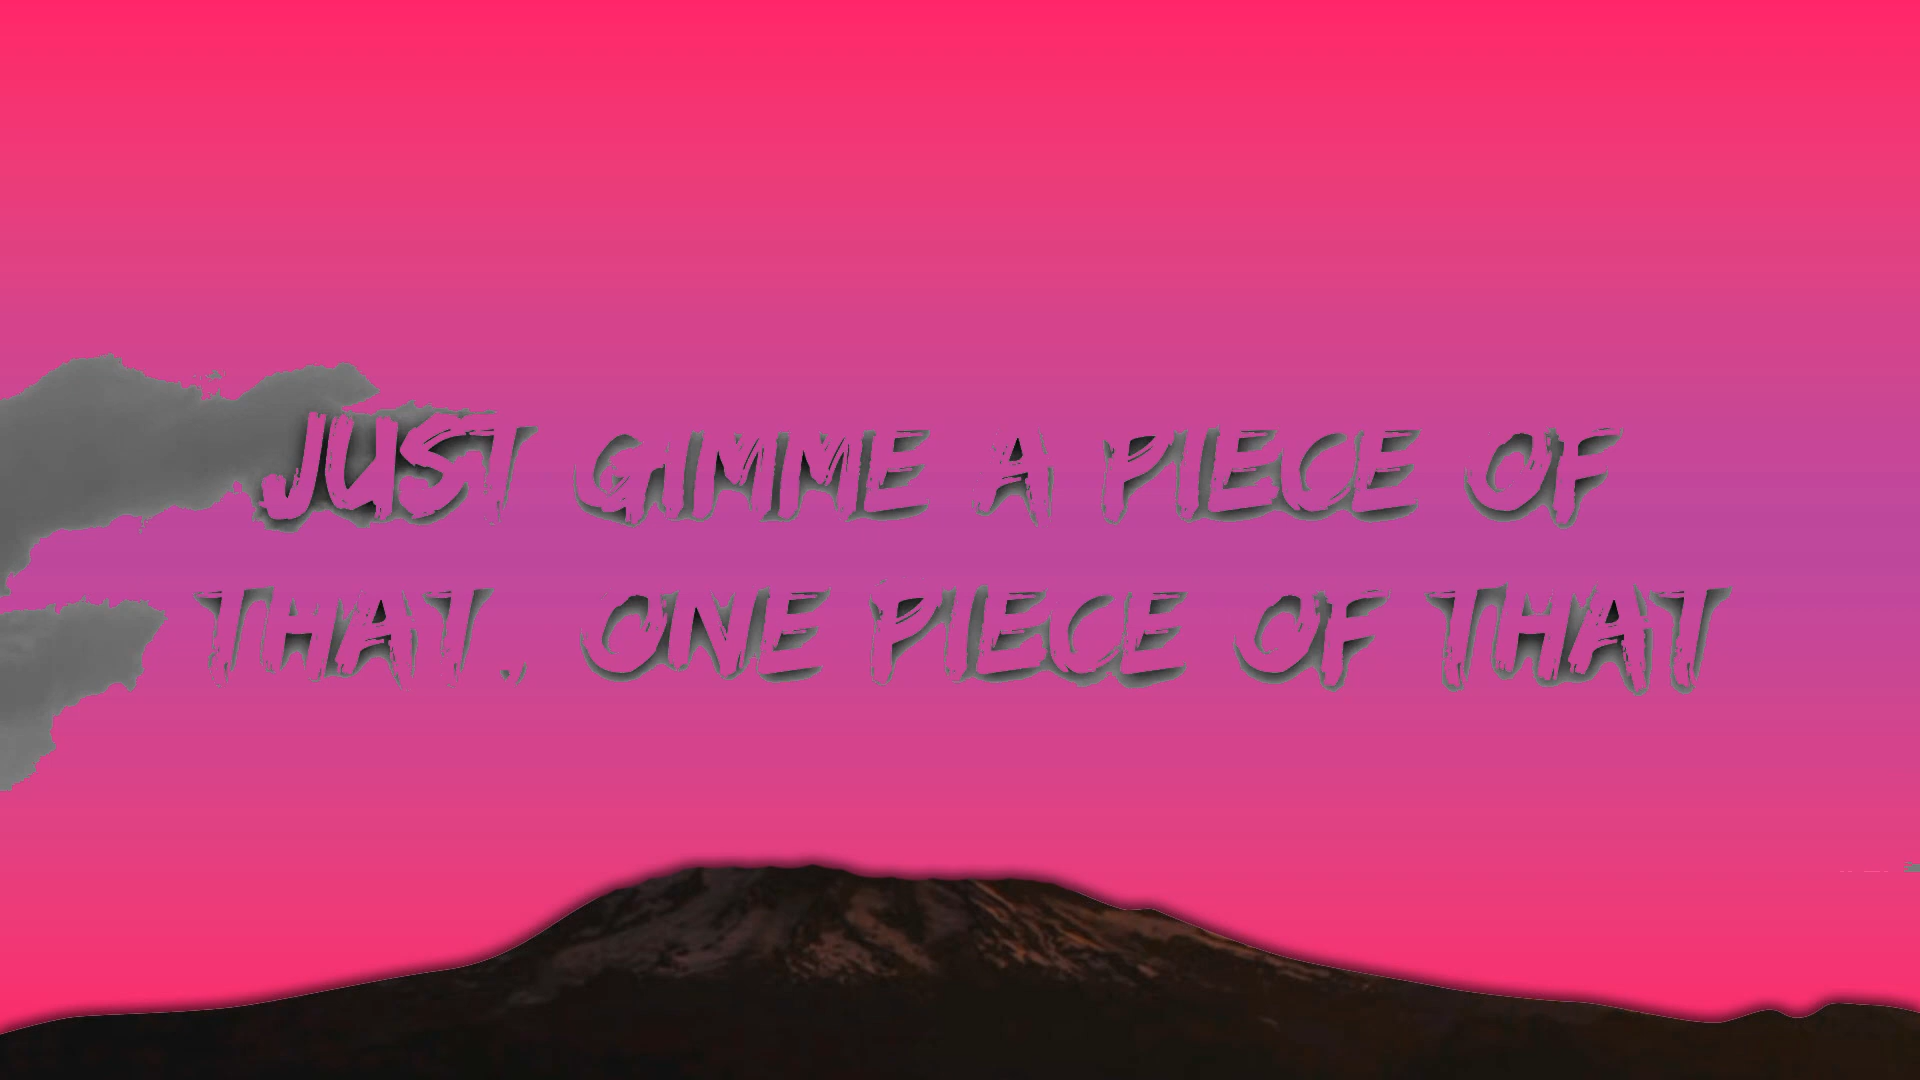 JUST GIMME A PIECE OF
THAT, ONE PIECE OF THAT